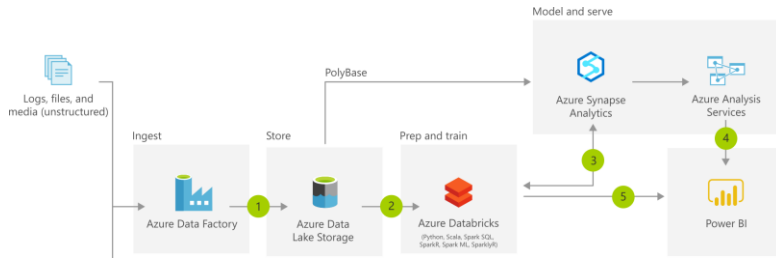 Model and serve
PolyBase
Logs, files, and
media (unstructured)
Azure Synapse
Analytics
Azure Analysis
Services
Ingest
Store
Prep and train
3
4
1
2
5
Azure Data Factory
Azure Data
Lake Storage
Azure Databricks
(Python, Scala, Spark SQL,
SparkR, Spark ML, SparklyR)
Power BI